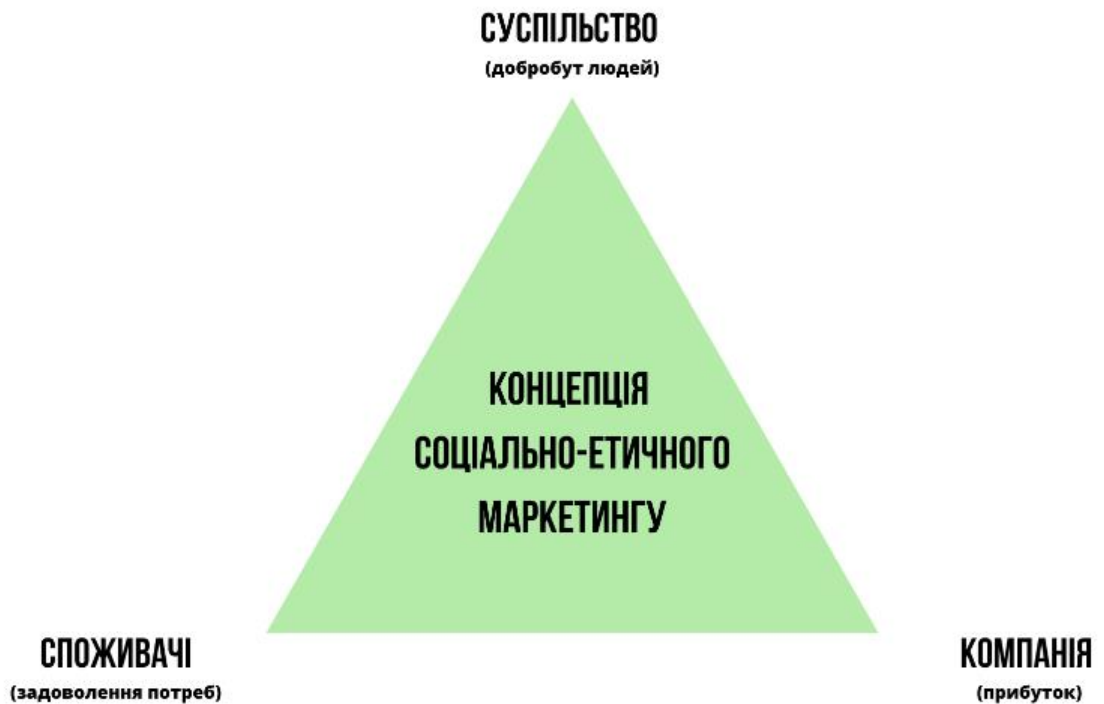 СУСПІЛЬСТВО
(добробут людей)
КОНЦЕПЦІЯ
СОЦІАЛЬНО-ЕТИЧНОГО
МАРКЕТИНГУ
СПОЖИВАЧІ
(задоволення потреб)
КОМПАНІЯ
(прибуток)